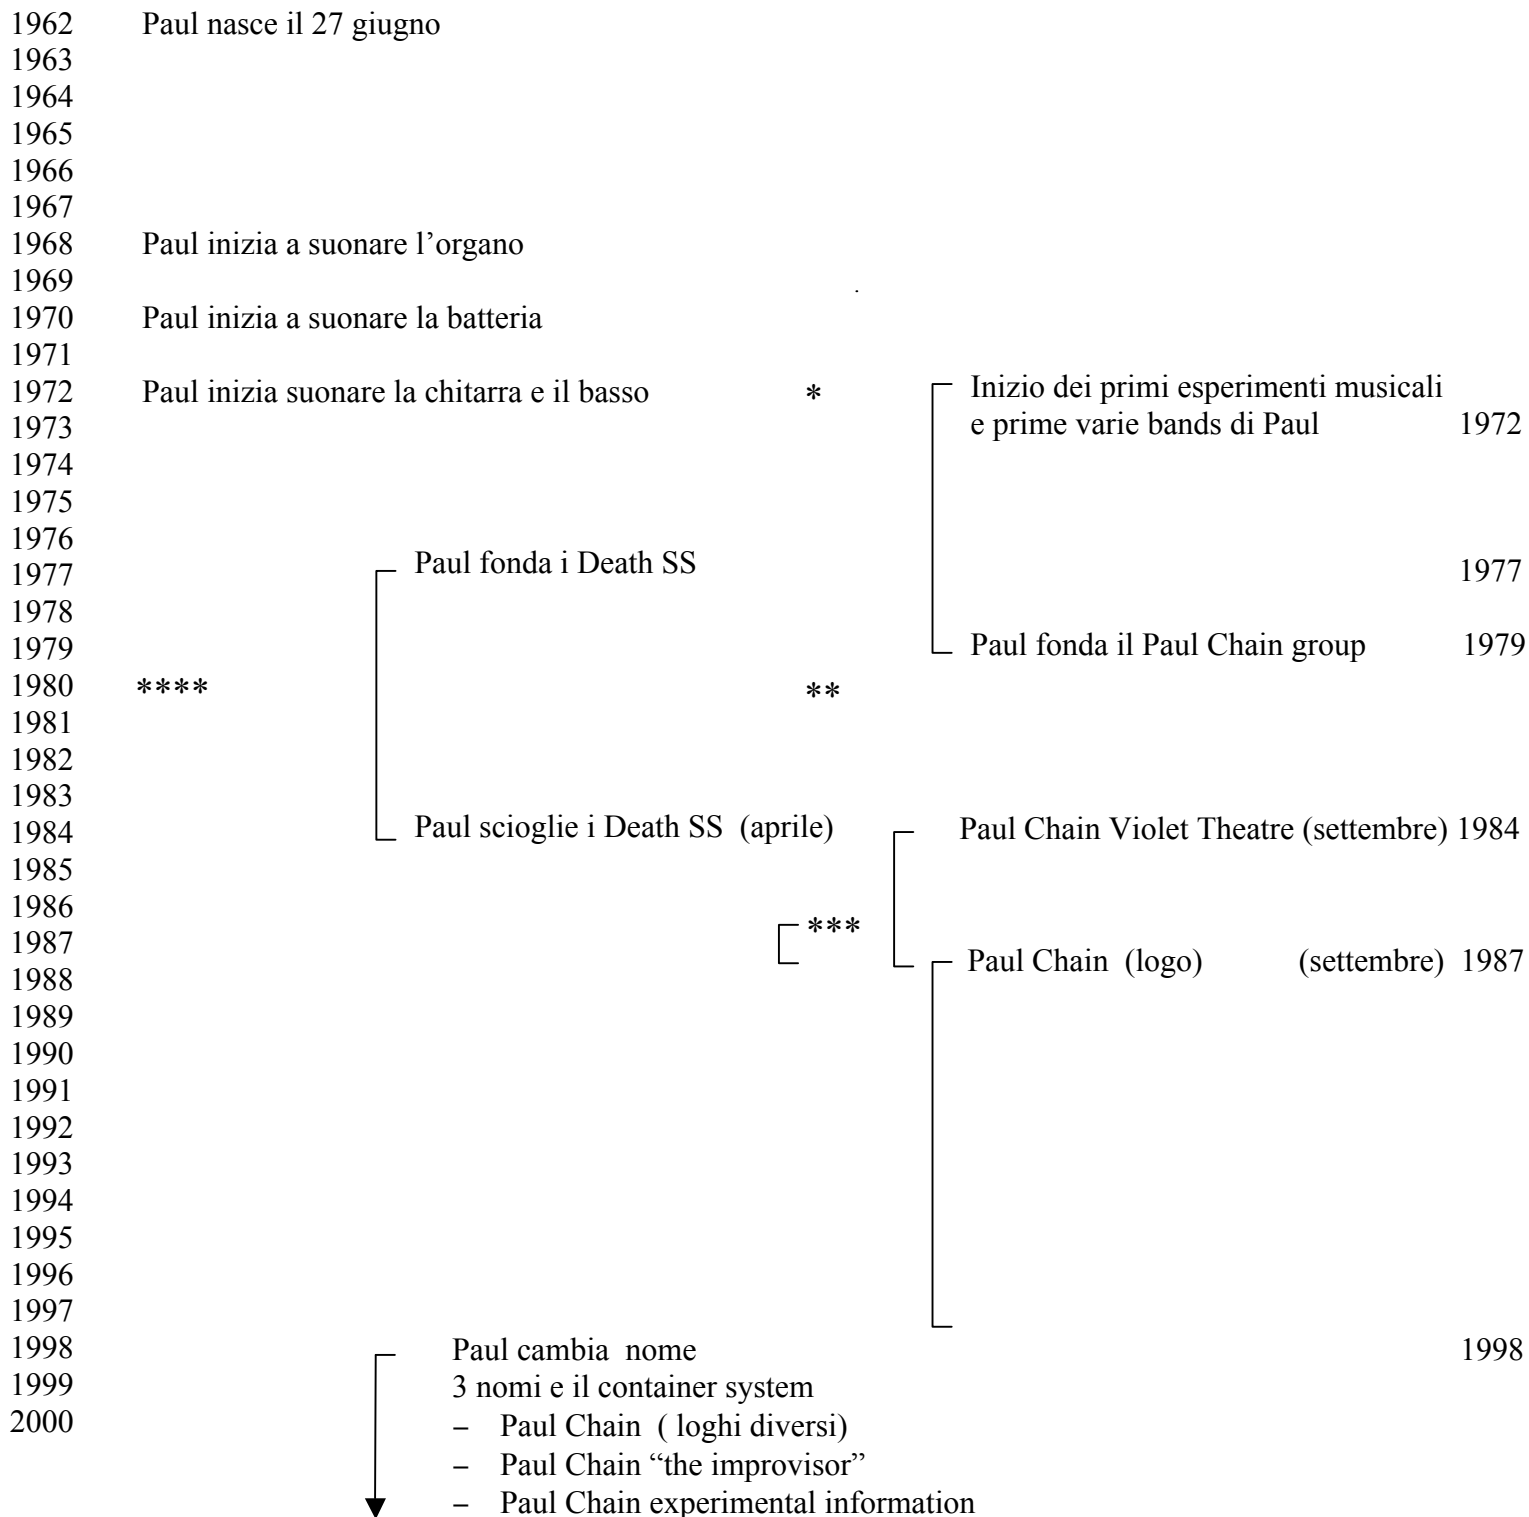 1962 Paul nasce il 27 giugno
1963
1964
1965
1966
1967
1968 Paul inizia a suonare l’organo
1969
1970 Paul inizia a suonare la batteria
1971
1972 Paul inizia suonare la chitarra e il basso * Inizio dei primi esperimenti musicali
1973 e prime varie bands di Paul 1972
1974
1975
1976
1977 Paul fonda i Death SS 1977
1978
1979 Paul fonda il Paul Chain group 1979
1980 **** **
1981
1982
1983
1984 Paul scioglie i Death SS (aprile) Paul Chain Violet Theatre (settembre) 1984
1985
1986
1987 ***
1988 Paul Chain (logo) (settembre) 1987
1989
1990
1991
1992
1993
1994
1995
1996
1997
1998 Paul cambia nome 1998
1999 3 nomi e il container system
2000 – Paul Chain ( loghi diversi)
– Paul Chain “the improvisor”
– Paul Chain experimental information